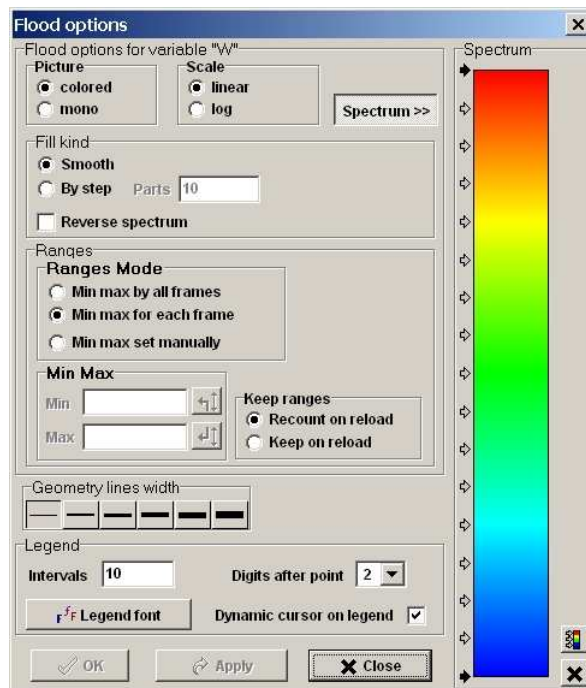 Flood options
Flood options for variable "W"
Picture
colored
mono
Scale
linear
log
Spectrum >>
Fill kind
Smooth
By step Parts 10
Reverse spectrum
Ranges
Ranges Mode
Min max by all frames
Min max for each frame
Min max set manually
Min Max
Min
Max
Keep ranges
Recount on reload
Keep on reload
Geometry lines width
Legend
Intervals 10
Digits after point 2
FfF Legend font
Dynamic cursor on legend
OK
Apply
Close
Spectrum